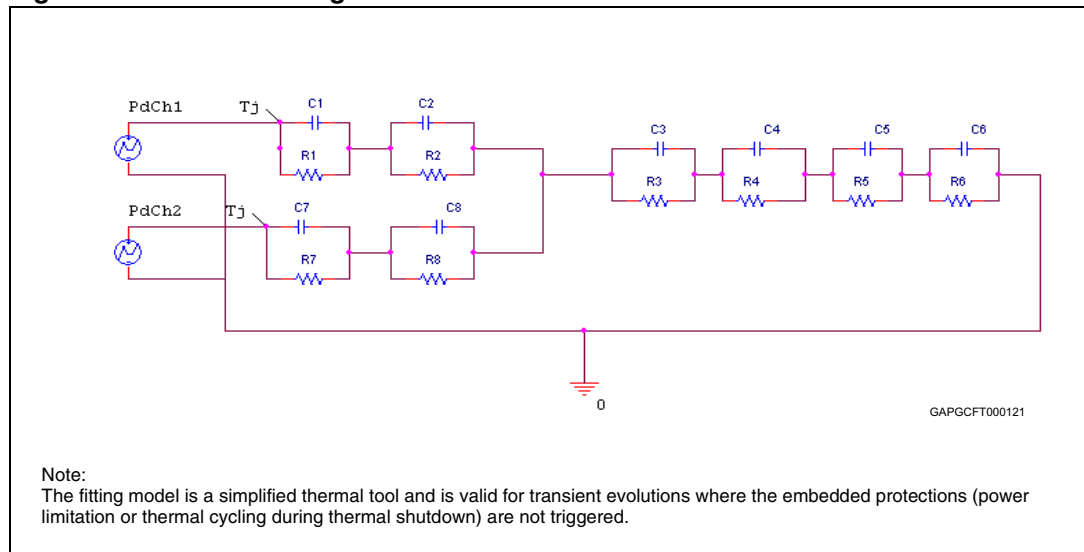 PdCh1
Tj
C1
C2
R1
R2
C3
C4
C5
C6
R3
R4
R5
R6
PdCh2
Tj
C7
C8
R7
R8
0
GAPGCFT000121
Note:
The fitting model is a simplified thermal tool and is valid for transient evolutions where the embedded protections (power
limitation or thermal cycling during thermal shutdown) are not triggered.